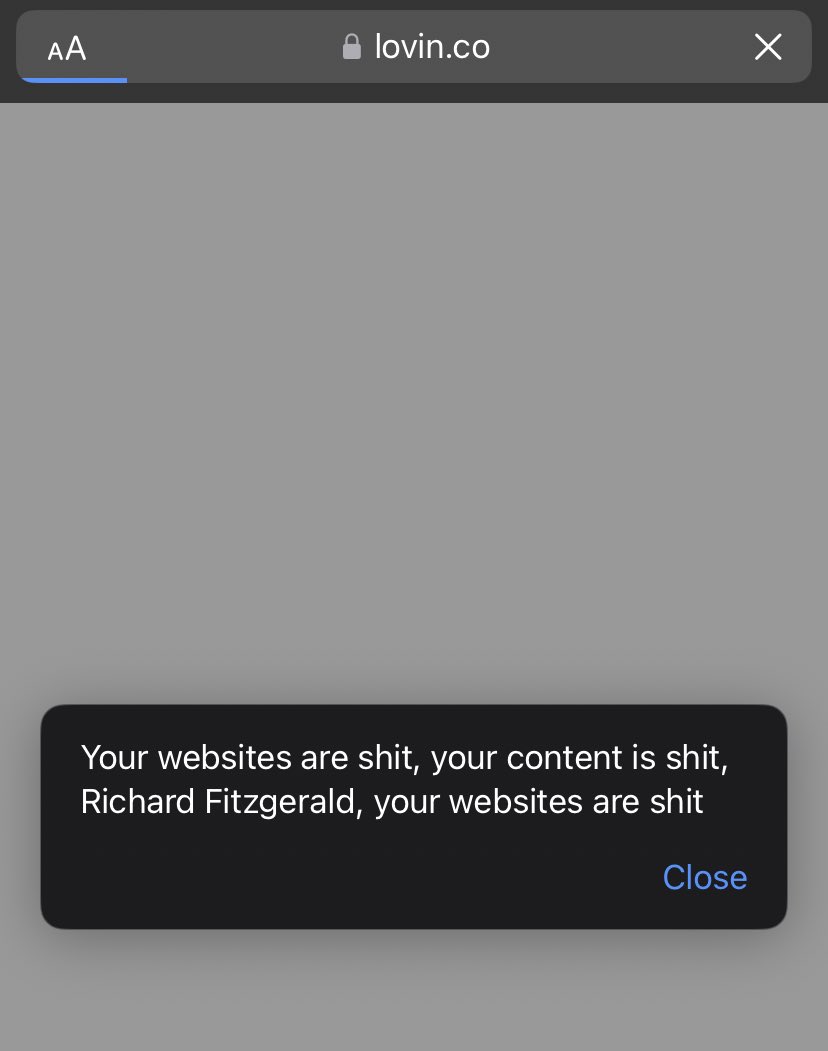 AA
lovin.co
Your websites are shit, your content is shit,
Richard Fitzgerald, your websites are shit
Close